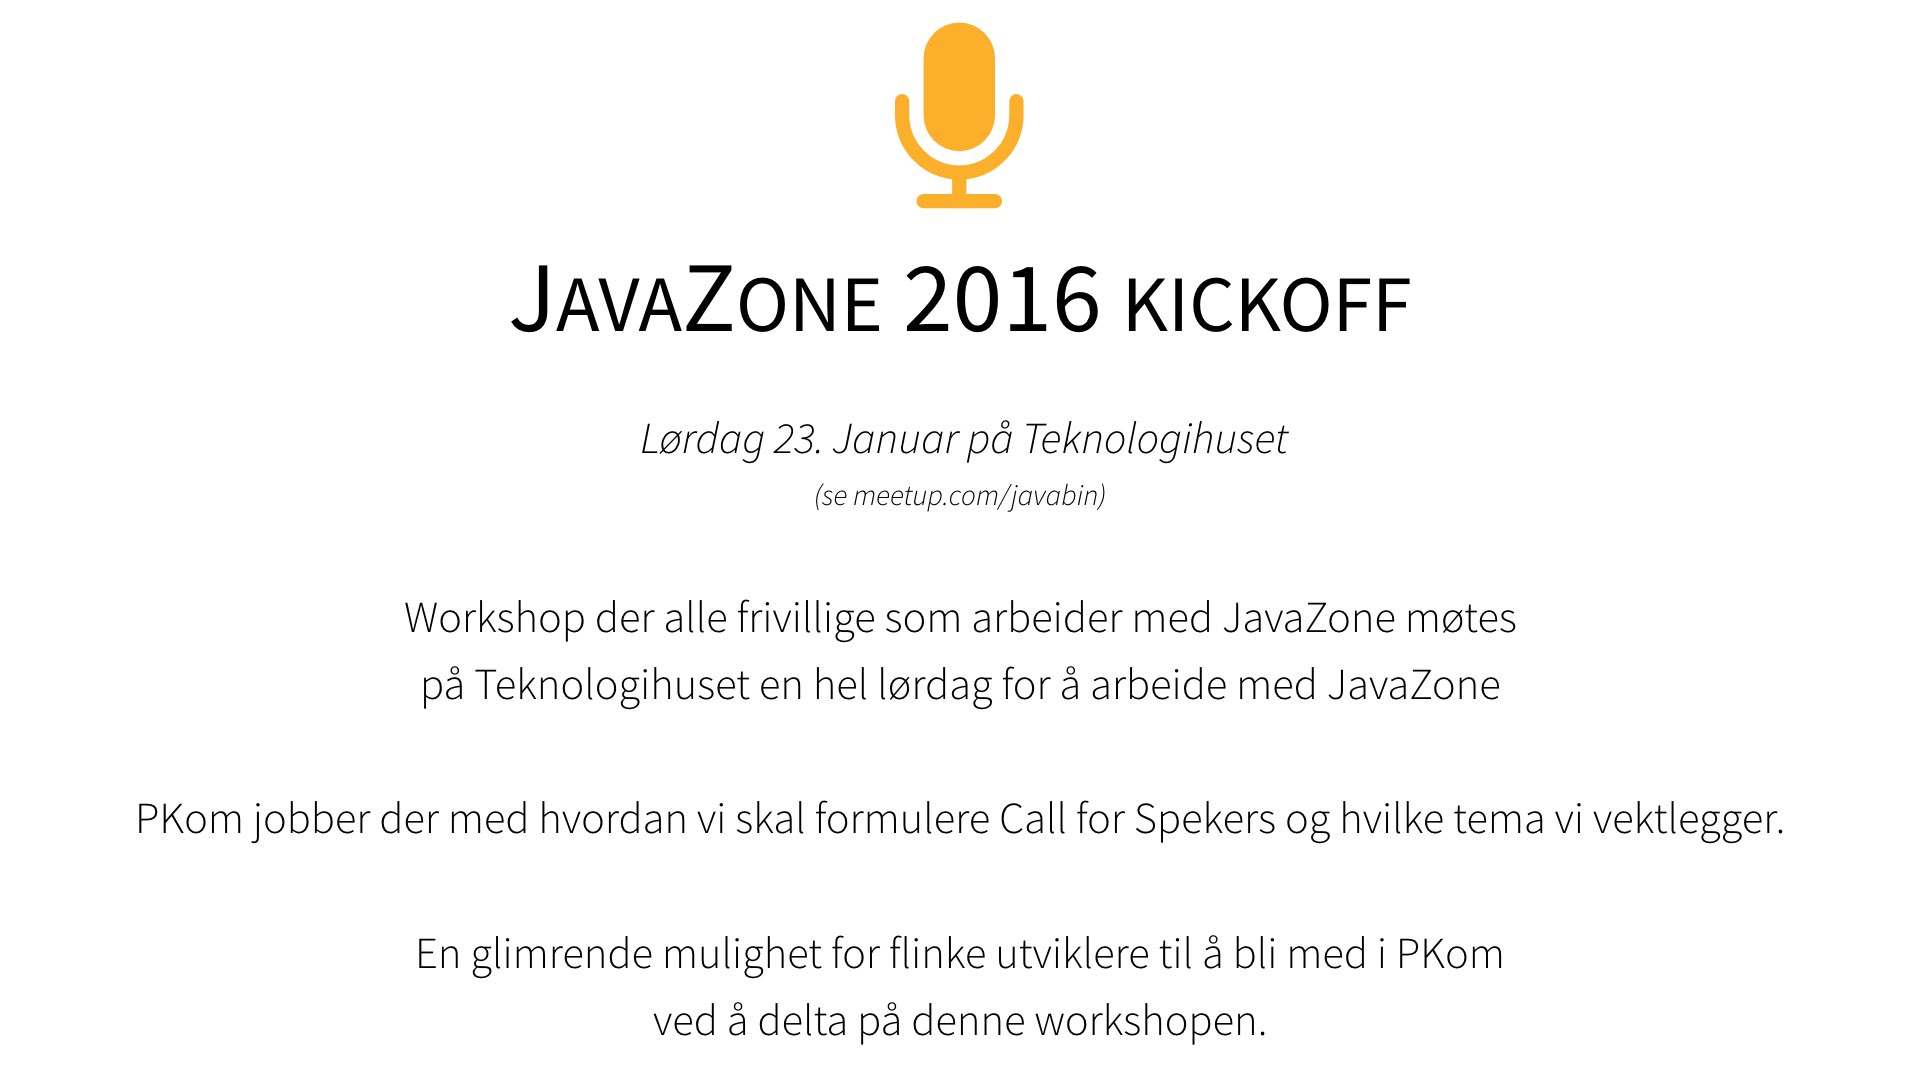 JavaZone 2016 kickoff
Lørdag 23. Januar på Teknologihuset
(se meetup.com/javabin)
Workshop der alle frivillige som arbeider med JavaZone møtes
på Teknologihuset en hel lørdag for å arbeide med JavaZone
PKom jobber der med hvordan vi skal formulere Call for Spekers og hvilke tema vi vektlegger.
En glimrende mulighet for flinke utviklere til å bli med i PKom
ved å delta på denne workshopen.